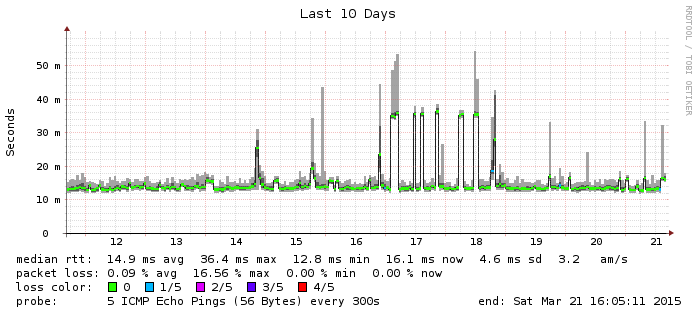 Last 10 Days
RRDTOOL / TOBI OETIKER
Seconds
50 m
40 m
30 m
20 m
10 m
0
12 13 14 15 16 17 18 19 20 21
median rtt: 14.9 ms avg 36.4 ms max 12.8 ms min 16.1 ms now 4.6 ms sd 3.2 am/s
packet loss: 0.09 % avg 16.56 % max 0.00 % min 0.00 % now
loss color: 0 1/5 2/5 3/5 4/5
probe: 5 ICMP Echo Pings (56 Bytes) every 300s end: Sat Mar 21 16:05:11 2015